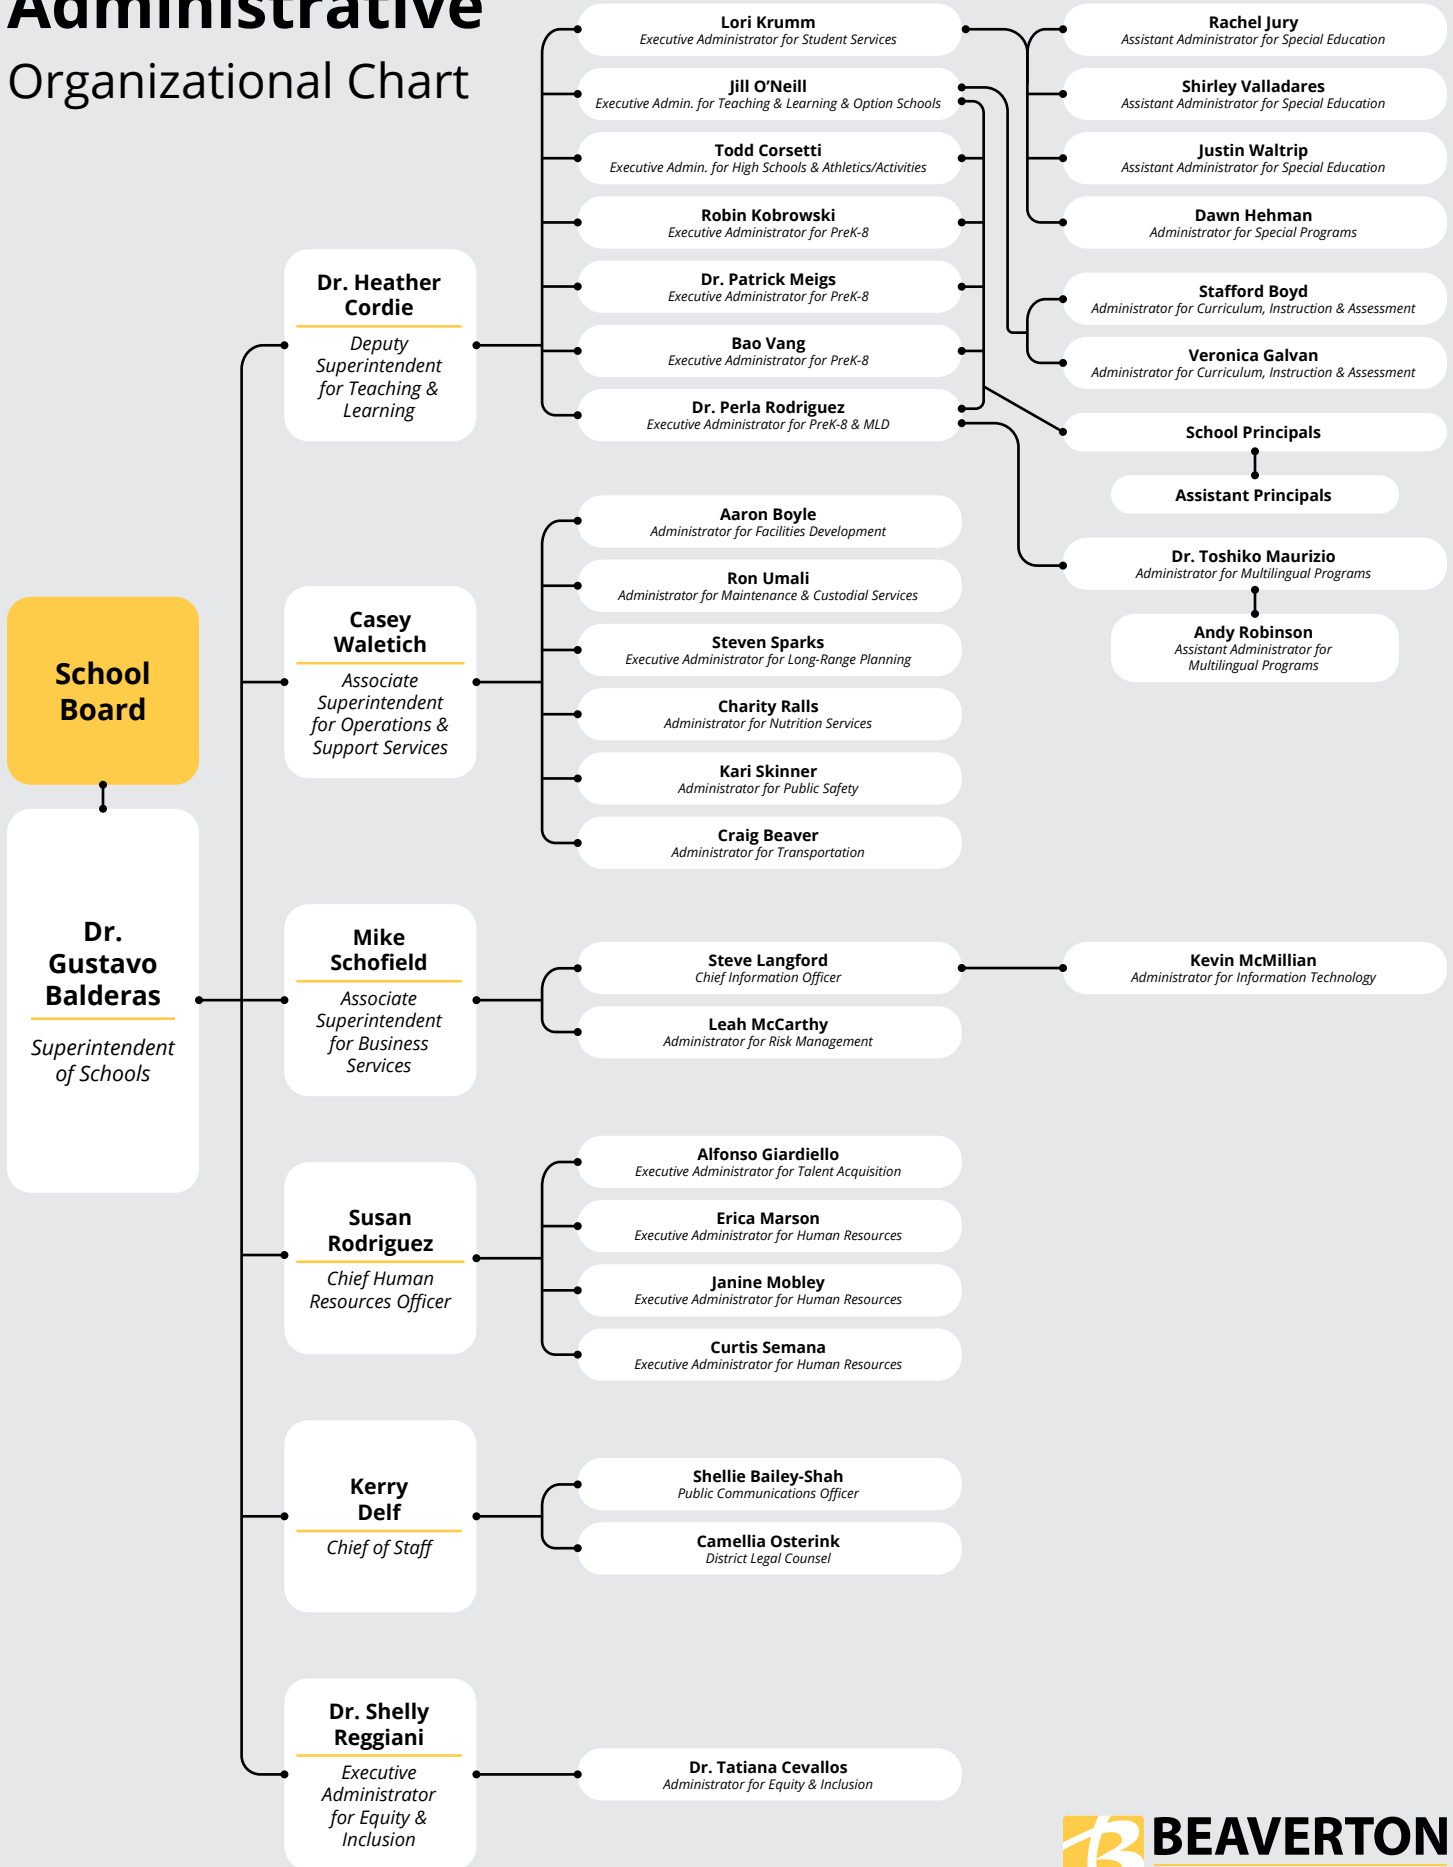 Administrative
Organizational Chart
School
Board
Dr.
Gustavo
Balderas
Superintendent
of Schools
Dr. Heather
Cordie
Deputy
Superintendent
for Teaching &
Learning
Lori Krumm
Executive Administrator for Student Services
Jill O’Neill
Executive Admin. for Teaching & Learning & Option Schools
Todd Corsetti
Executive Admin. for High Schools & Athletics/Activities
Robin Kobrowski
Executive Administrator for PreK-8
Dr. Patrick Meigs
Executive Administrator for PreK-8
Bao Vang
Executive Administrator for PreK-8
Dr. Perla Rodriguez
Executive Administrator for PreK-8 & MLD
Rachel Jury
Assistant Administrator for Special Education
Shirley Valladares
Assistant Administrator for Special Education
Justin Waltrip
Assistant Administrator for Special Education
Dawn Hehman
Administrator for Special Programs
Stafford Boyd
Administrator for Curriculum, Instruction & Assessment
Veronica Galvan
Administrator for Curriculum, Instruction & Assessment
School Principals
Assistant Principals
Dr. Toshiko Maurizio
Administrator for Multilingual Programs
Andy Robinson
Assistant Administrator for
Multilingual Programs
Casey
Waletich
Associate
Superintendent
for Operations &
Support Services
Aaron Boyle
Administrator for Facilities Development
Ron Umali
Administrator for Maintenance & Custodial Services
Steven Sparks
Executive Administrator for Long-Range Planning
Charity Ralls
Administrator for Nutrition Services
Kari Skinner
Administrator for Public Safety
Craig Beaver
Administrator for Transportation
Mike
Schofield
Associate
Superintendent
for Business
Services
Steve Langford
Chief Information Officer
Leah McCarthy
Administrator for Risk Management
Kevin McMillian
Administrator for Information Technology
Susan
Rodriguez
Chief Human
Resources Officer
Alfonso Giardiello
Executive Administrator for Talent Acquisition
Erica Marson
Executive Administrator for Human Resources
Janine Mobley
Executive Administrator for Human Resources
Curtis Semana
Executive Administrator for Human Resources
Kerry
Delf
Chief of Staff
Shellie Bailey-Shah
Public Communications Officer
Camellia Osterink
District Legal Counsel
Dr. Shelly
Reggiani
Executive
Administrator
for Equity &
Inclusion
Dr. Tatiana Cevallos
Administrator for Equity & Inclusion
B BEAVERTON